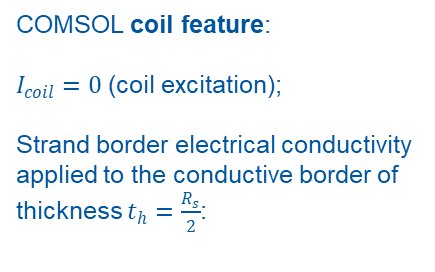 COMSOL coil feature:
I_coil = 0 (coil excitation);
Strand border electrical conductivity
applied to the conductive border of
thickness t_h = R_s/2: